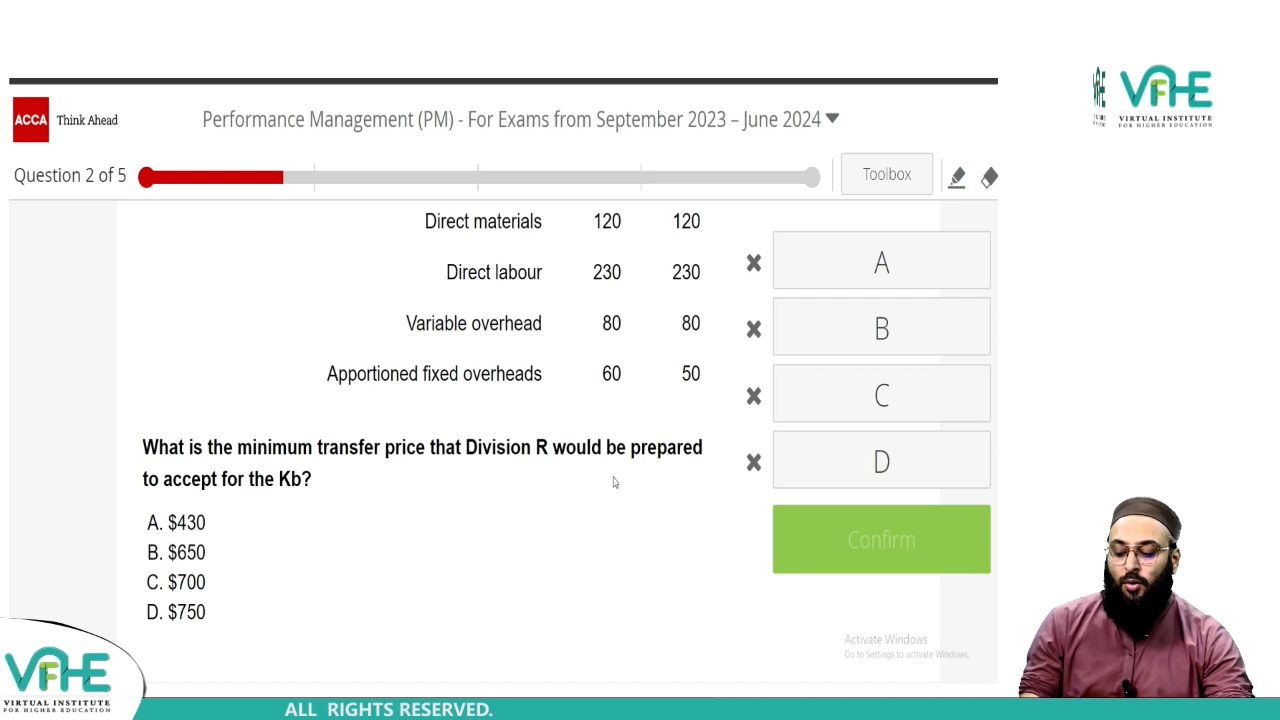 VFHE
VIRTUAL INSTITUTE
FOR HIGHER EDUCATION
ACCA Think Ahead
Performance Management (PM) - For Exams from September 2023 – June 2024
Question 2 of 5
Toolbox
Direct materials 120 120
Direct labour 230 230
Variable overhead 80 80
Apportioned fixed overheads 60 50
What is the minimum transfer price that Division R would be prepared
to accept for the Kb?
A. $430
B. $650
C. $700
D. $750
A
B
C
D
Confirm
Activate Windows
Go to Settings to activate Windows.
VFHE
VIRTUAL INSTITUTE
FOR HIGHER EDUCATION
ALL RIGHTS RESERVED.